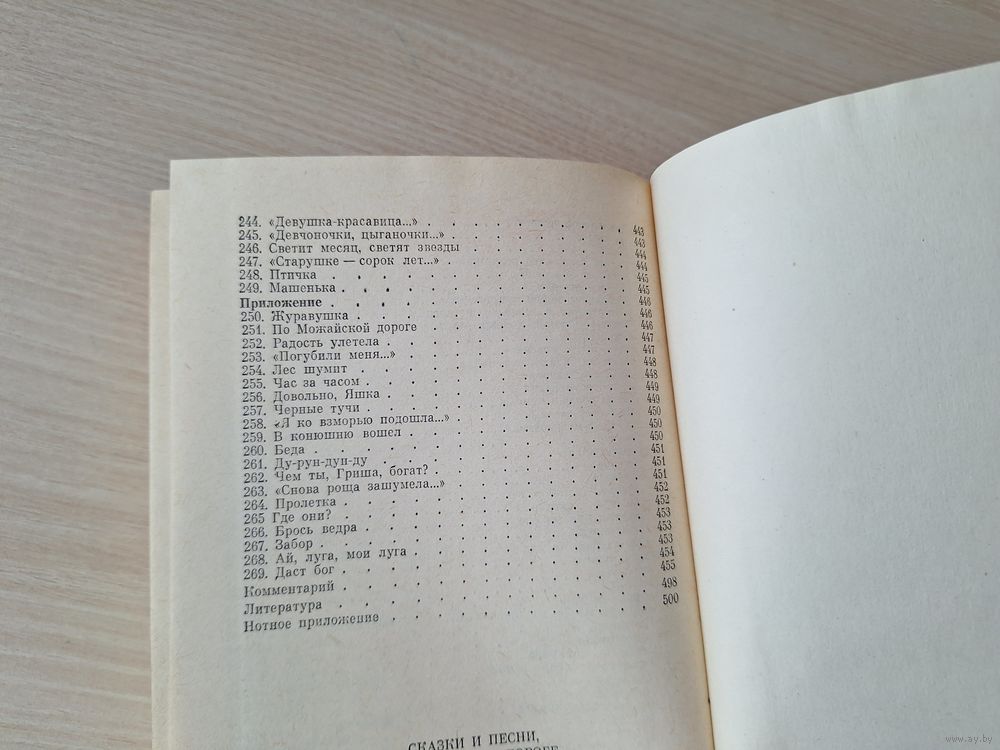 244. «Девушка-красавица...» 443
245. «Девчоночки, цыганочки...» 443
246. Светит месяц, светят звезды 444
247. «Старушке — сорок лет...» 444
248. Птичка 445
249. Машенька 445
Приложение 446
250. Журавушка 446
251. По Можайской дороге 446
252. Радость улетела 447
253. «Погубили меня...» 447
254. Лес шумит 448
255. Час за часом 448
256. Довольно, Яшка 449
257. Черные тучи 449
258. «Я ко взморью подошла...» 450
259. В конюшню вошел 450
260. Беда 450
261. Ду-рун-дун-ду 451
262. Чем ты, Гриша, богат? 451
263. «Снова роща зашумела...» 451
264. Пролетка 452
265 Где они? 452
266. Брось ведра 453
267. Забор 453
268. Ай, луга, мои луга 453
269. Даст бог 454
Комментарий 455
Литература 498
Нотное приложение 500
СКАЗКИ И ПЕСНИ,
www.ay.by